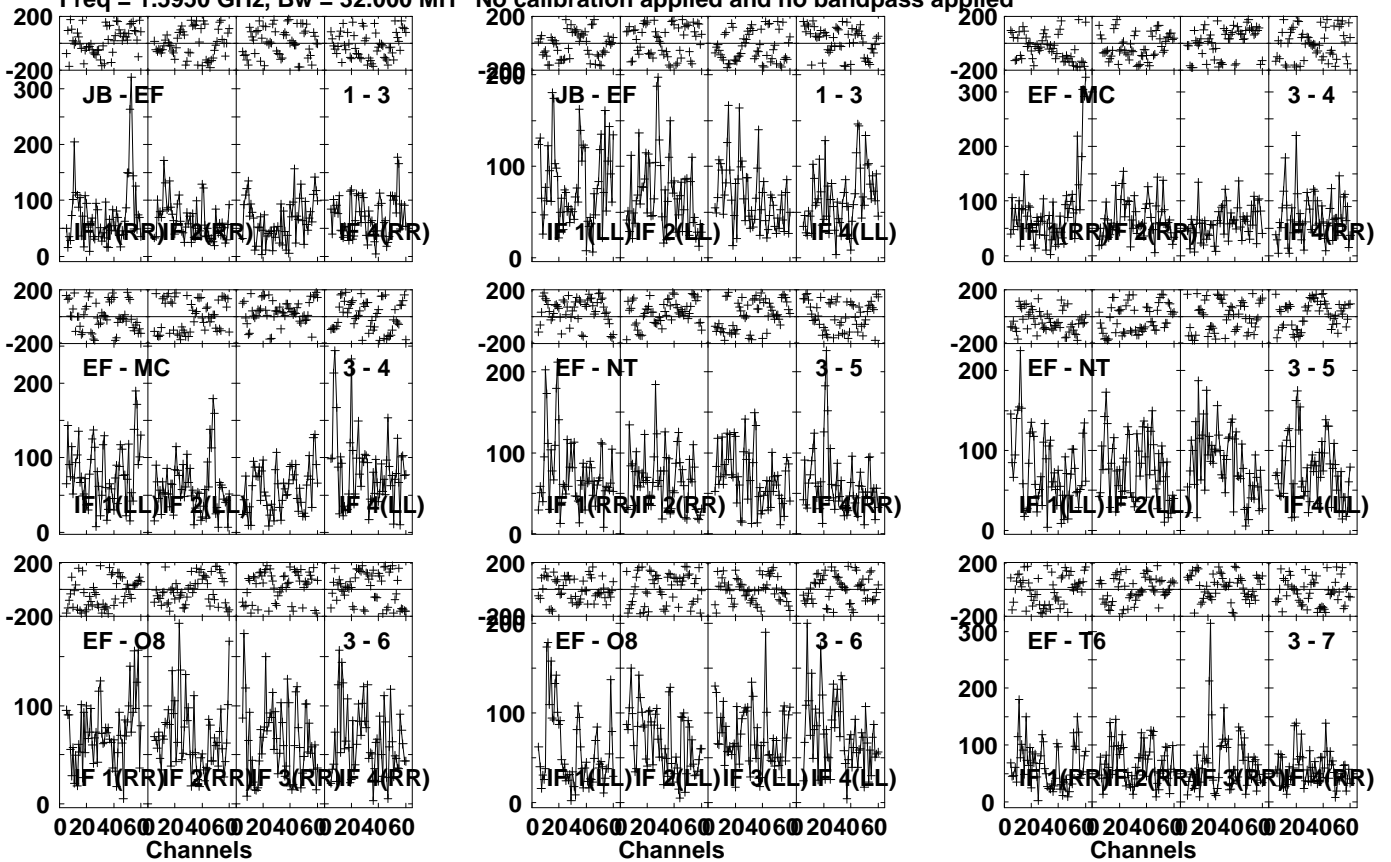 Freq = 1.5950 GHz, Bw = 32.000 MH No calibration applied and no bandpass applied
200
-200
JB - EF 1 - 3
300
200
100
0
IF 1(RR) IF 2(RR) IF 4(RR)
200
-200
200
JB - EF 1 - 3
100
0
IF 1(LL) IF 2(LL) IF 4(LL)
200
-200
EF - MC 3 - 4
300
200
100
0
IF 1(RR) IF 2(RR) IF 4(RR)
200
-200
EF - MC 3 - 4
200
100
0
IF 1(LL) IF 2(LL) IF 4(LL)
200
-200
EF - NT 3 - 5
200
100
0
IF 1(RR) IF 2(RR) IF 4(RR)
200
-200
EF - NT 3 - 5
200
100
0
IF 1(LL) IF 2(LL) IF 4(LL)
200
-200
EF - O8 3 - 6
100
0
IF 1(RR) IF 2(RR) IF 3(RR) IF 4(RR)
0 20 40 60 0 20 40 60 0 20 40 60 0 20 40 60
Channels
200
-200
200
EF - O8 3 - 6
100
0
IF 1(LL) IF 2(LL) IF 3(LL) IF 4(LL)
0 20 40 60 0 20 40 60 0 20 40 60 0 20 40 60
Channels
200
-200
EF - T6 3 - 7
300
200
100
0
IF 1(RR) IF 2(RR) IF 3(RR) IF 4(RR)
0 20 40 60 0 20 40 60 0 20 40 60 0 20 40 60
Channels